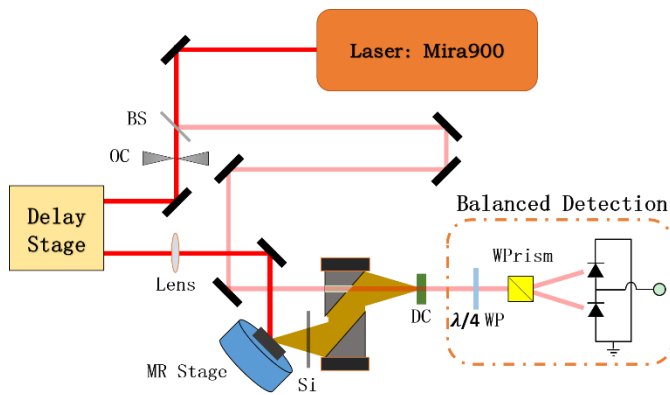 Laser: Mira900
BS
OC
Delay
Stage
Lens
MR Stage
Si
DC
Balanced Detection
WPrism
λ/4 WP